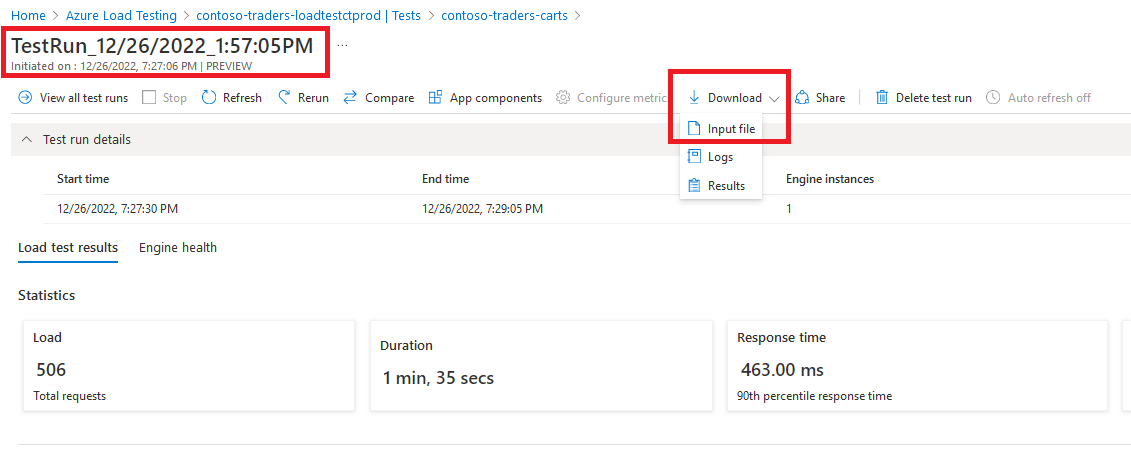 Home > Azure Load Testing > contoso-traders-loadtestctprod | Tests > contoso-traders-carts >
TestRun_12/26/2022_1:57:05PM ...
Initiated on : 12/26/2022, 7:27:06 PM | PREVIEW
View all test runs Stop Refresh Rerun Compare App components Configure metric Download Share Delete test run Auto refresh off
Input file
Logs
Results
Test run details
Start time End time Engine instances
12/26/2022, 7:27:30 PM 12/26/2022, 7:29:05 PM 1
Load test results Engine health
Statistics
Load
506
Total requests
Duration
1 min, 35 secs
Response time
463.00 ms
90th percentile response time